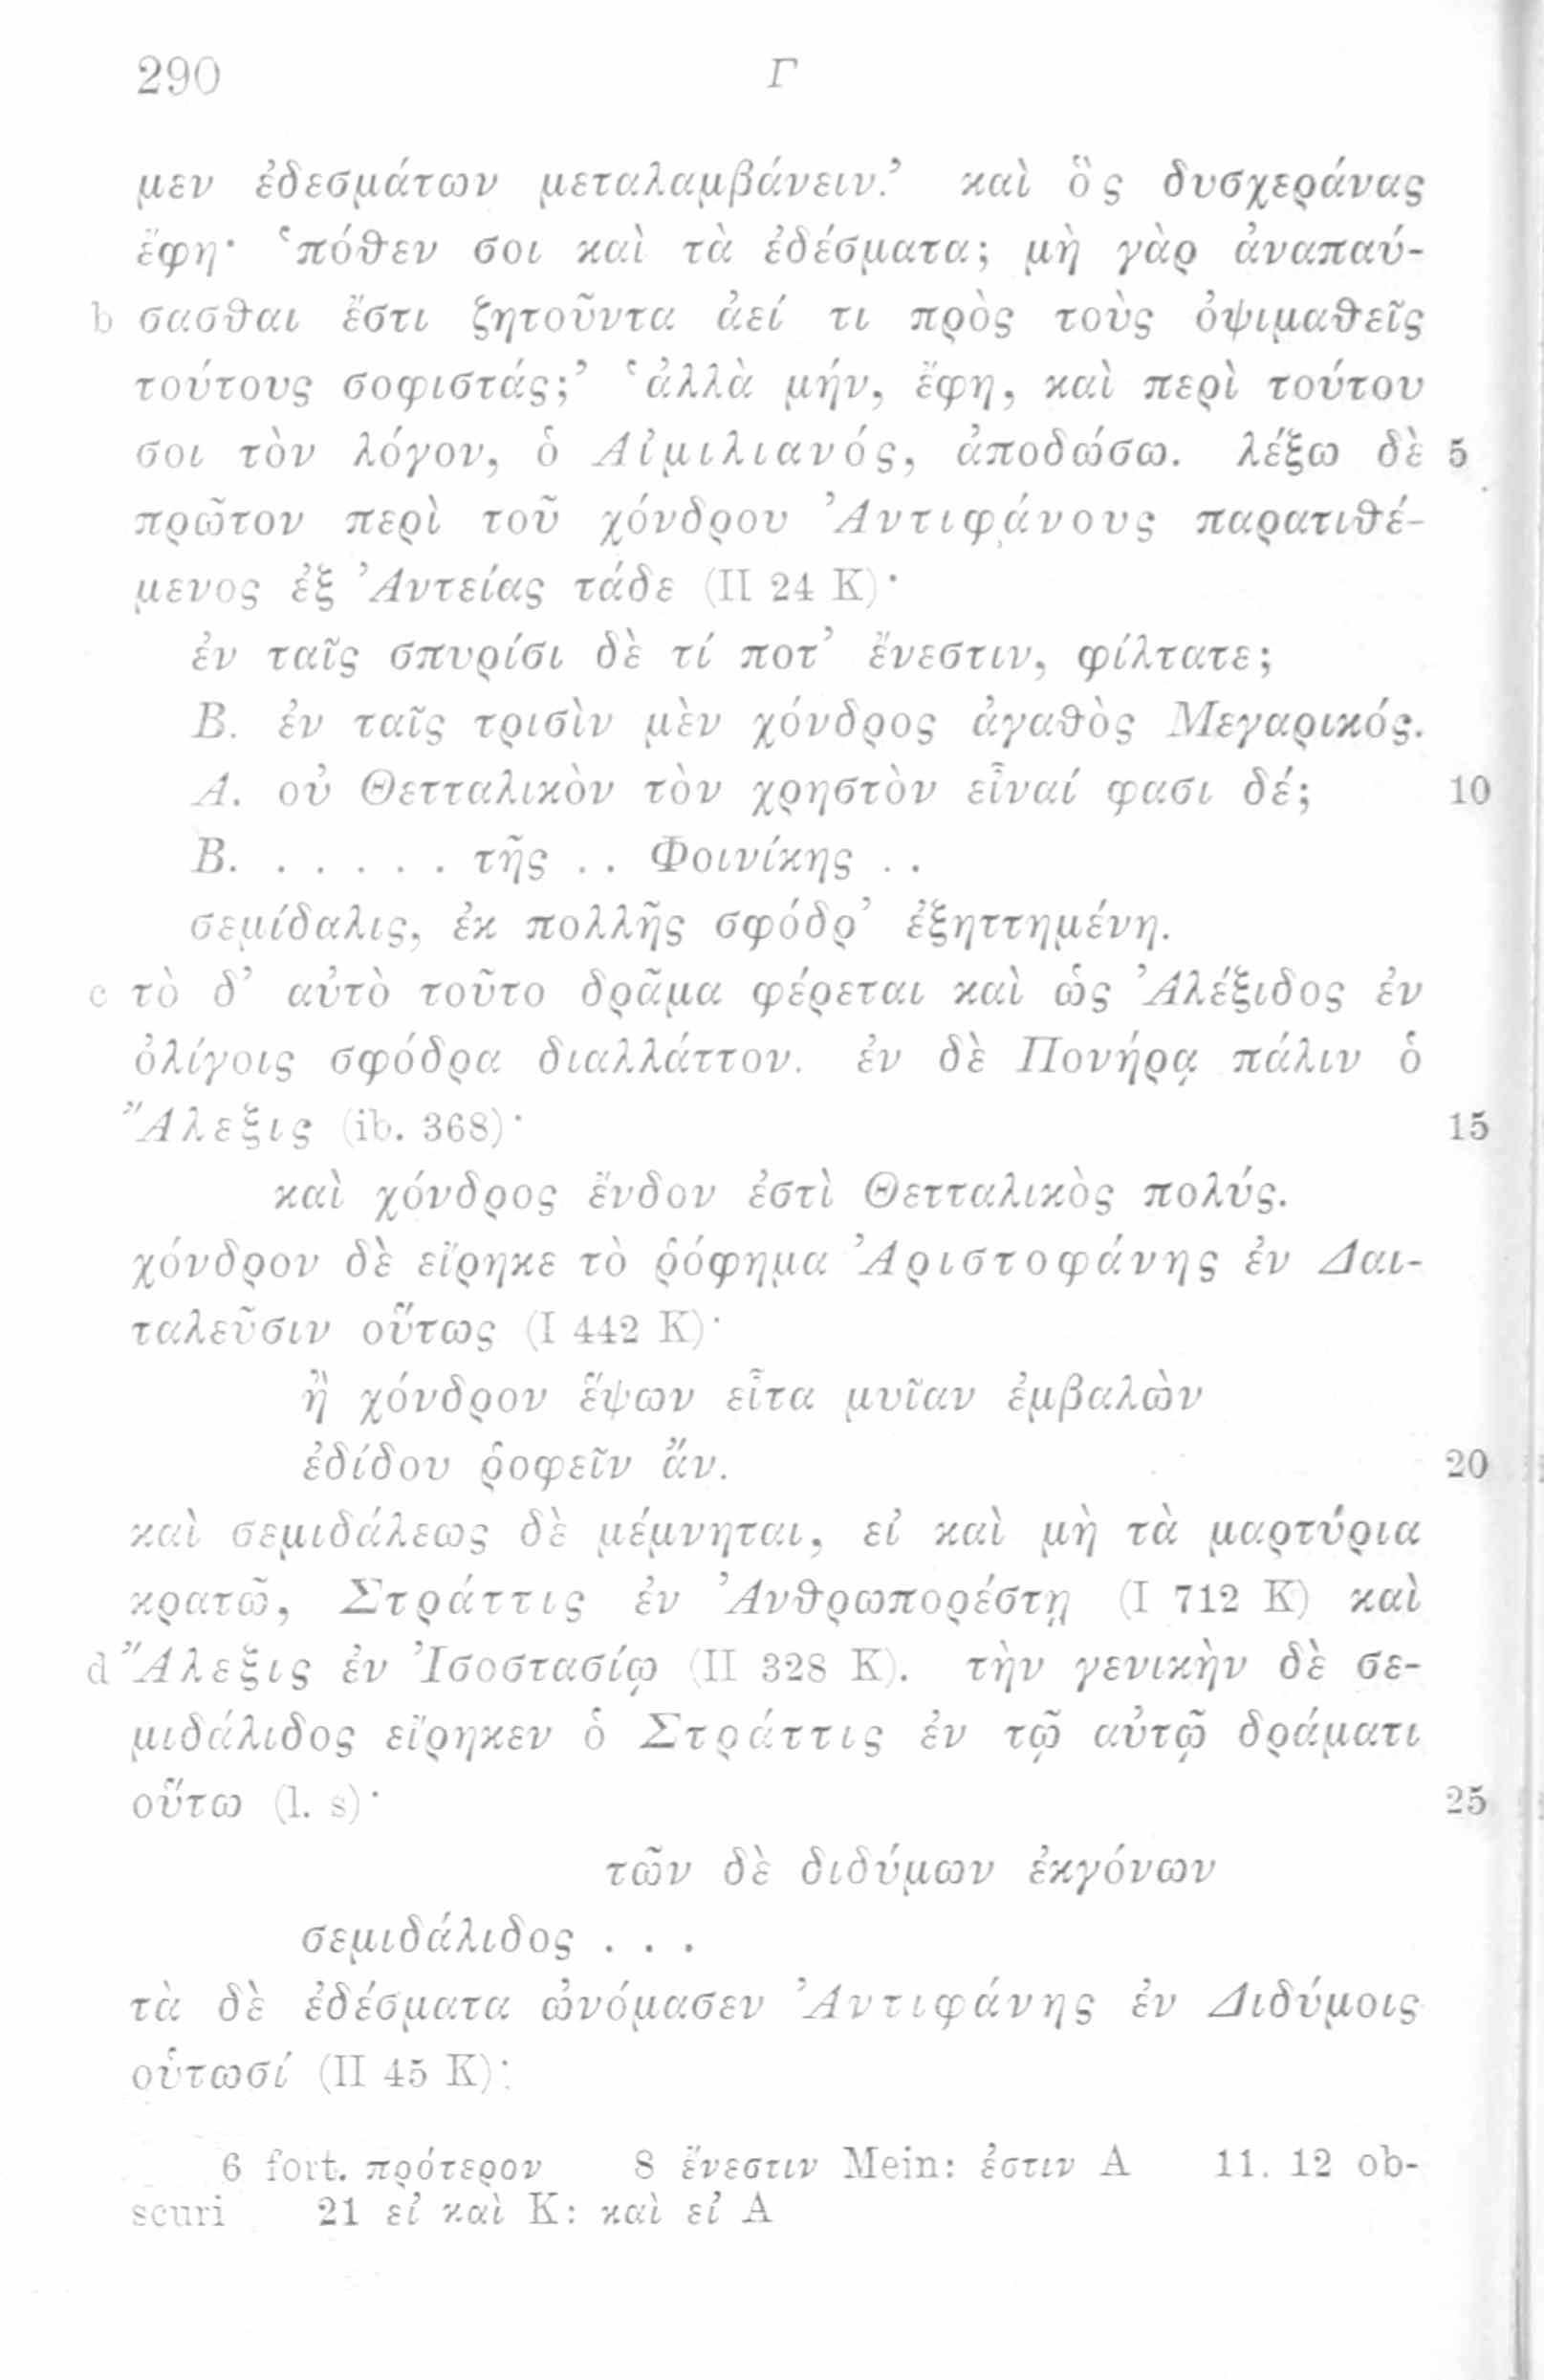 290 Γ
μεν ἐδεσμάτων μεταλαμβάνειν.’ καὶ ὃς δυσχεράνας
ἔφη· ‘πόθεν σοι καὶ τὰ ἐδέσματα; μὴ γὰρ ἀναπαύ-
b σασθαι ἔστι ζητοῦντα ἀεί τι πρὸς τοὺς ὀψιμαθεῖς
τούτους σοφιστάς;’ ‘ἀλλὰ μήν, ἔφη, καὶ περὶ τούτου
σοι τὸν λόγον, ὁ Αἰμιλιανός, ἀποδώσω. λέξω δὲ 5
πρῶτον περὶ τοῦ χόνδρου Ἀντιφάνους παρατιθέ-
μενος ἐξ Ἀντείας τάδε (II 24 K)·
ἐν ταῖς σπυρίσι δὲ τί ποτ’ ἔνεστιν, φίλτατε;
Β. ἐν ταῖς τρισὶν μὲν χόνδρος ἀγαθὸς Μεγαρικός.
Α. οὐ Θετταλικὸν τὸν χρηστὸν εἶναί φασι δέ; 10
Β. . . . . . τῆς . . Φοινίκης . .
σεμίδαλις, ἐκ πολλῆς σφόδρ’ ἐξηττημένη.
c τὸ δ’ αὐτὸ τοῦτο δρᾶμα φέρεται καὶ ὡς Ἀλέξιδος ἐν
ὀλίγοις σφόδρα διαλλάττον. ἐν δὲ Πονήρᾳ πάλιν ὁ
Ἄλεξις (ib. 368)· 15
καὶ χόνδρος ἔνδον ἐστὶ Θετταλικὸς πολύς.
χόνδρον δὲ εἴρηκε τὸ ῥόφημα Ἀριστοφάνης ἐν Δαι-
ταλεῦσιν οὕτως (I 442 K)·
ἢ χόνδρον ἕψων εἶτα μυῖαν ἐμβαλὼν
ἐδίδου ῥοφεῖν ἄν. 20
καὶ σεμιδάλεως δὲ μέμνηται, εἰ καὶ μὴ τὰ μαρτύρια
κρατῶ, Στράττις ἐν Ἀνθρωπορέστῃ (I 712 K) καὶ
d Ἄλεξις ἐν Ἰσοστασίῳ (II 328 K). τὴν γενικὴν δὲ σε-
μιδάλιδος εἴρηκεν ὁ Στράττις ἐν τῷ αὐτῷ δράματι
οὕτω (l. s)· 25
τῶν δὲ διδύμων ἐκγόνων
σεμιδάλιδος . . .
τὰ δὲ ἐδέσματα ὠνόμασεν Ἀντιφάνης ἐν Διδύμοις
οὑτωσί (II 45 K)·
6 fort. πρότερον 8 ἔνεστιν Mein: ἐστιν A 11. 12 ob-
scuri 21 εἰ καὶ K: καὶ εἰ A